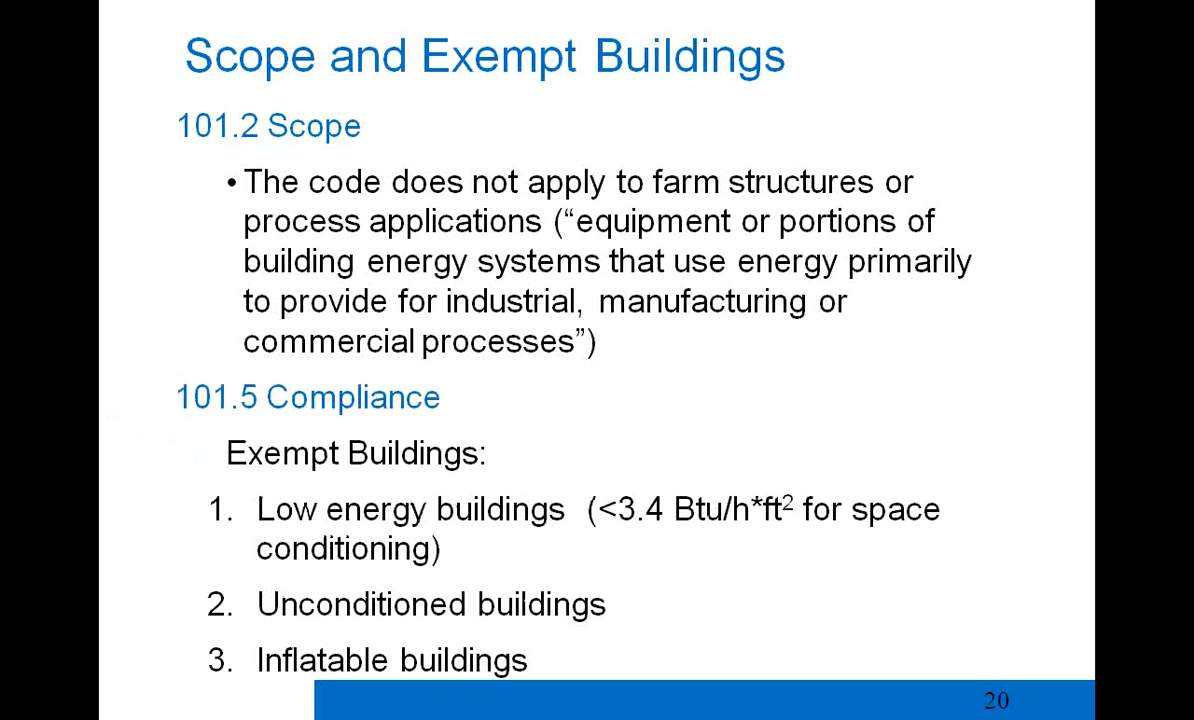 Scope and Exempt Buildings
101.2 Scope
• The code does not apply to farm structures or
process applications (“equipment or portions of
building energy systems that use energy primarily
to provide for industrial, manufacturing or
commercial processes”)
101.5 Compliance
Exempt Buildings:
1. Low energy buildings (<3.4 Btu/h*ft² for space
conditioning)
2. Unconditioned buildings
3. Inflatable buildings
20